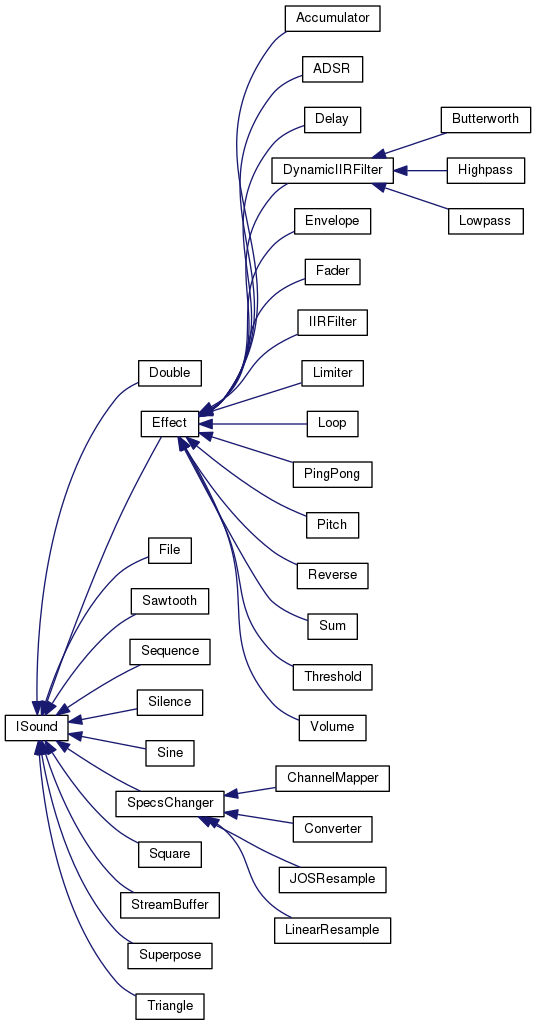 Accumulator
ADSR
Delay
Butterworth
DynamicIIRFilter
Highpass
Envelope
Lowpass
Fader
IIRFilter
Double
Limiter
Effect
Loop
PingPong
Pitch
File
Reverse
Sawtooth
Sum
Sequence
Threshold
Silence
ISound
Volume
Sine
ChannelMapper
SpecsChanger
Converter
Square
JOSResample
StreamBuffer
LinearResample
Superpose
Triangle